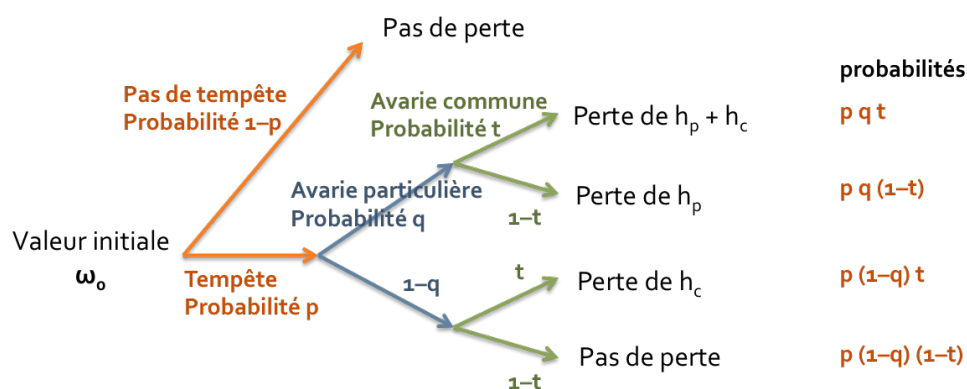 Pas de perte
probabilités
Pas de tempête
Probabilité 1–p
Avarie commune
Probabilité t
Perte de hp + hc
p q t
Avarie particulière
Probabilité q
1–t
Perte de hp
p q (1–t)
Valeur initiale
ω0
Tempête
Probabilité p
1–q
t
Perte de hc
p (1–q) t
1–t
Pas de perte
p (1–q) (1–t)